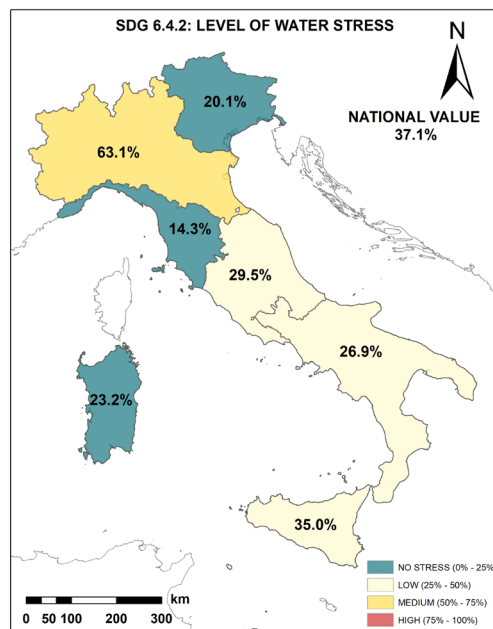 SDG 6.4.2: LEVEL OF WATER STRESS
N
20.1%
NATIONAL VALUE
37.1%
63.1%
14.3%
29.5%
26.9%
23.2%
35.0%
NO STRESS (0% - 25%)
LOW (25% - 50%)
MEDIUM (50% - 75%)
HIGH (75% - 100%)
km
0 50 100 200 300